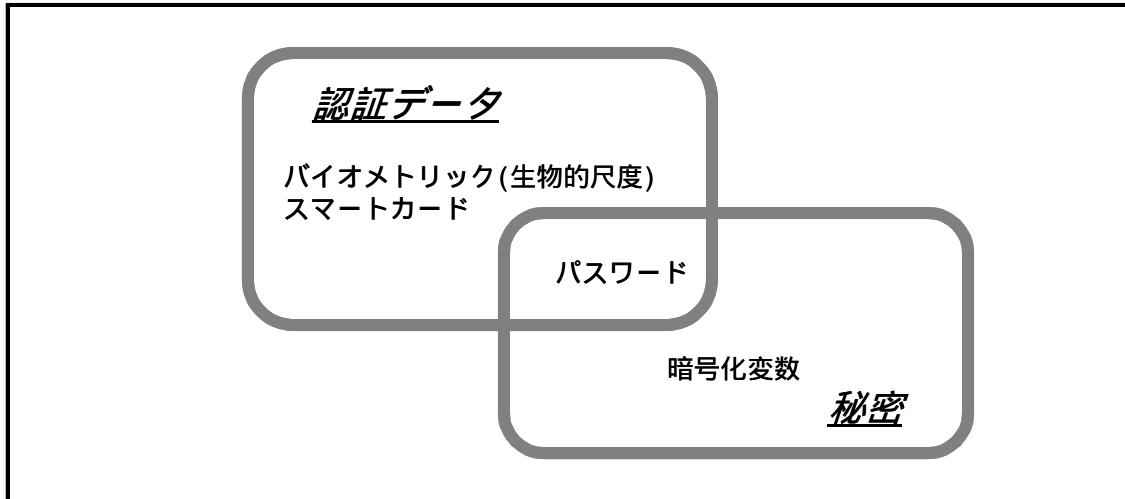 認証データ
バイオメトリック(生物的尺度)
スマートカード
パスワード
暗号化変数
秘密